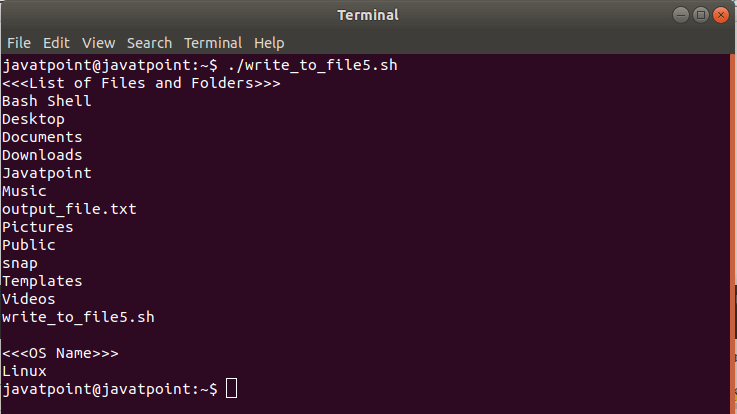 Terminal
File Edit View Search Terminal Help
javatpoint@javatpoint:~$ ./write_to_file5.sh
<<<List of Files and Folders>>>
Bash Shell
Desktop
Documents
Downloads
Javatpoint
Music
output_file.txt
Pictures
Public
snap
Templates
Videos
write_to_file5.sh

<<<OS Name>>>
Linux
javatpoint@javatpoint:~$